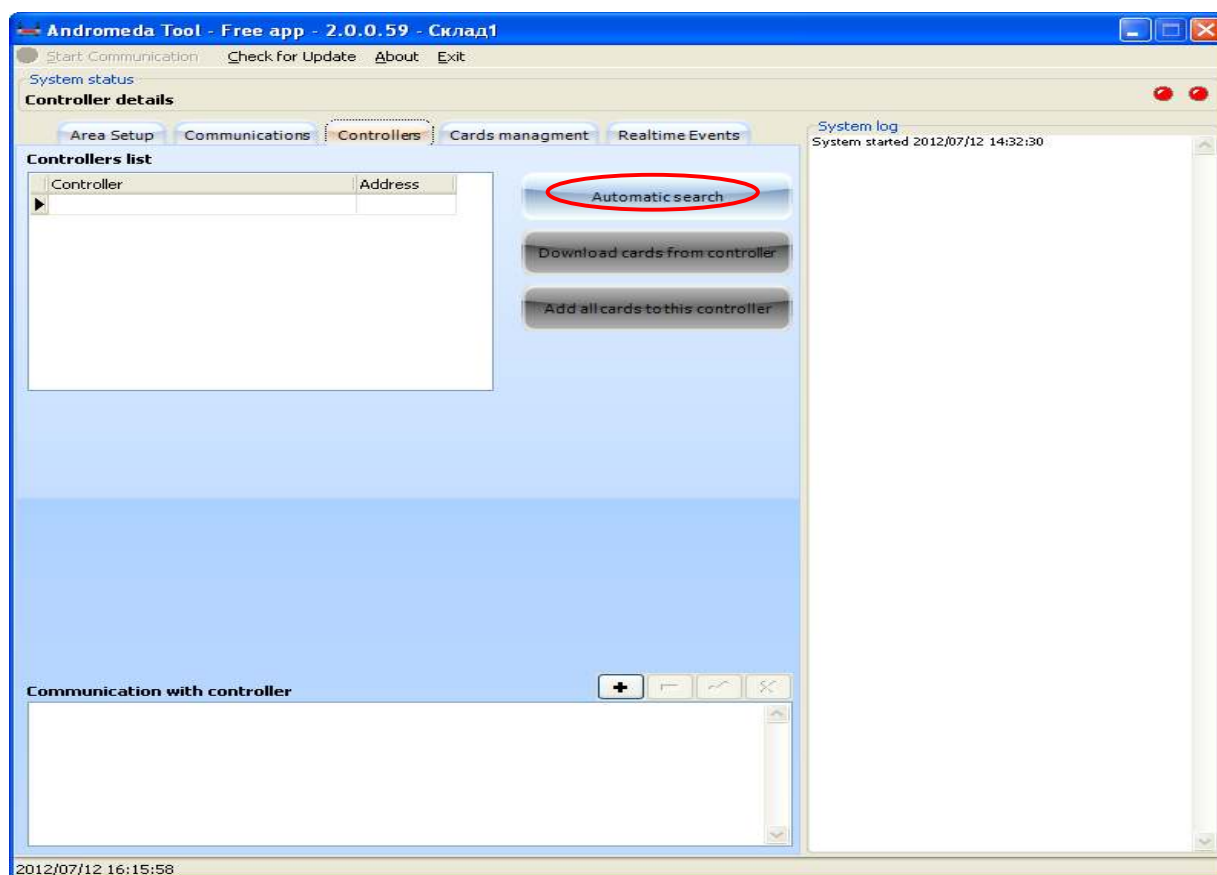 Andromeda Tool - Free app - 2.0.0.59 - Склад1
Start Communication Check for Update About Exit
System status
Controller details
Area Setup Communications Controllers Cards managment Realtime Events
Controllers list
Controller Address
Automatic search
Download cards from controller
Add all cards to this controller
Communication with controller
System log
System started 2012/07/12 14:32:30
2012/07/12 16:15:58